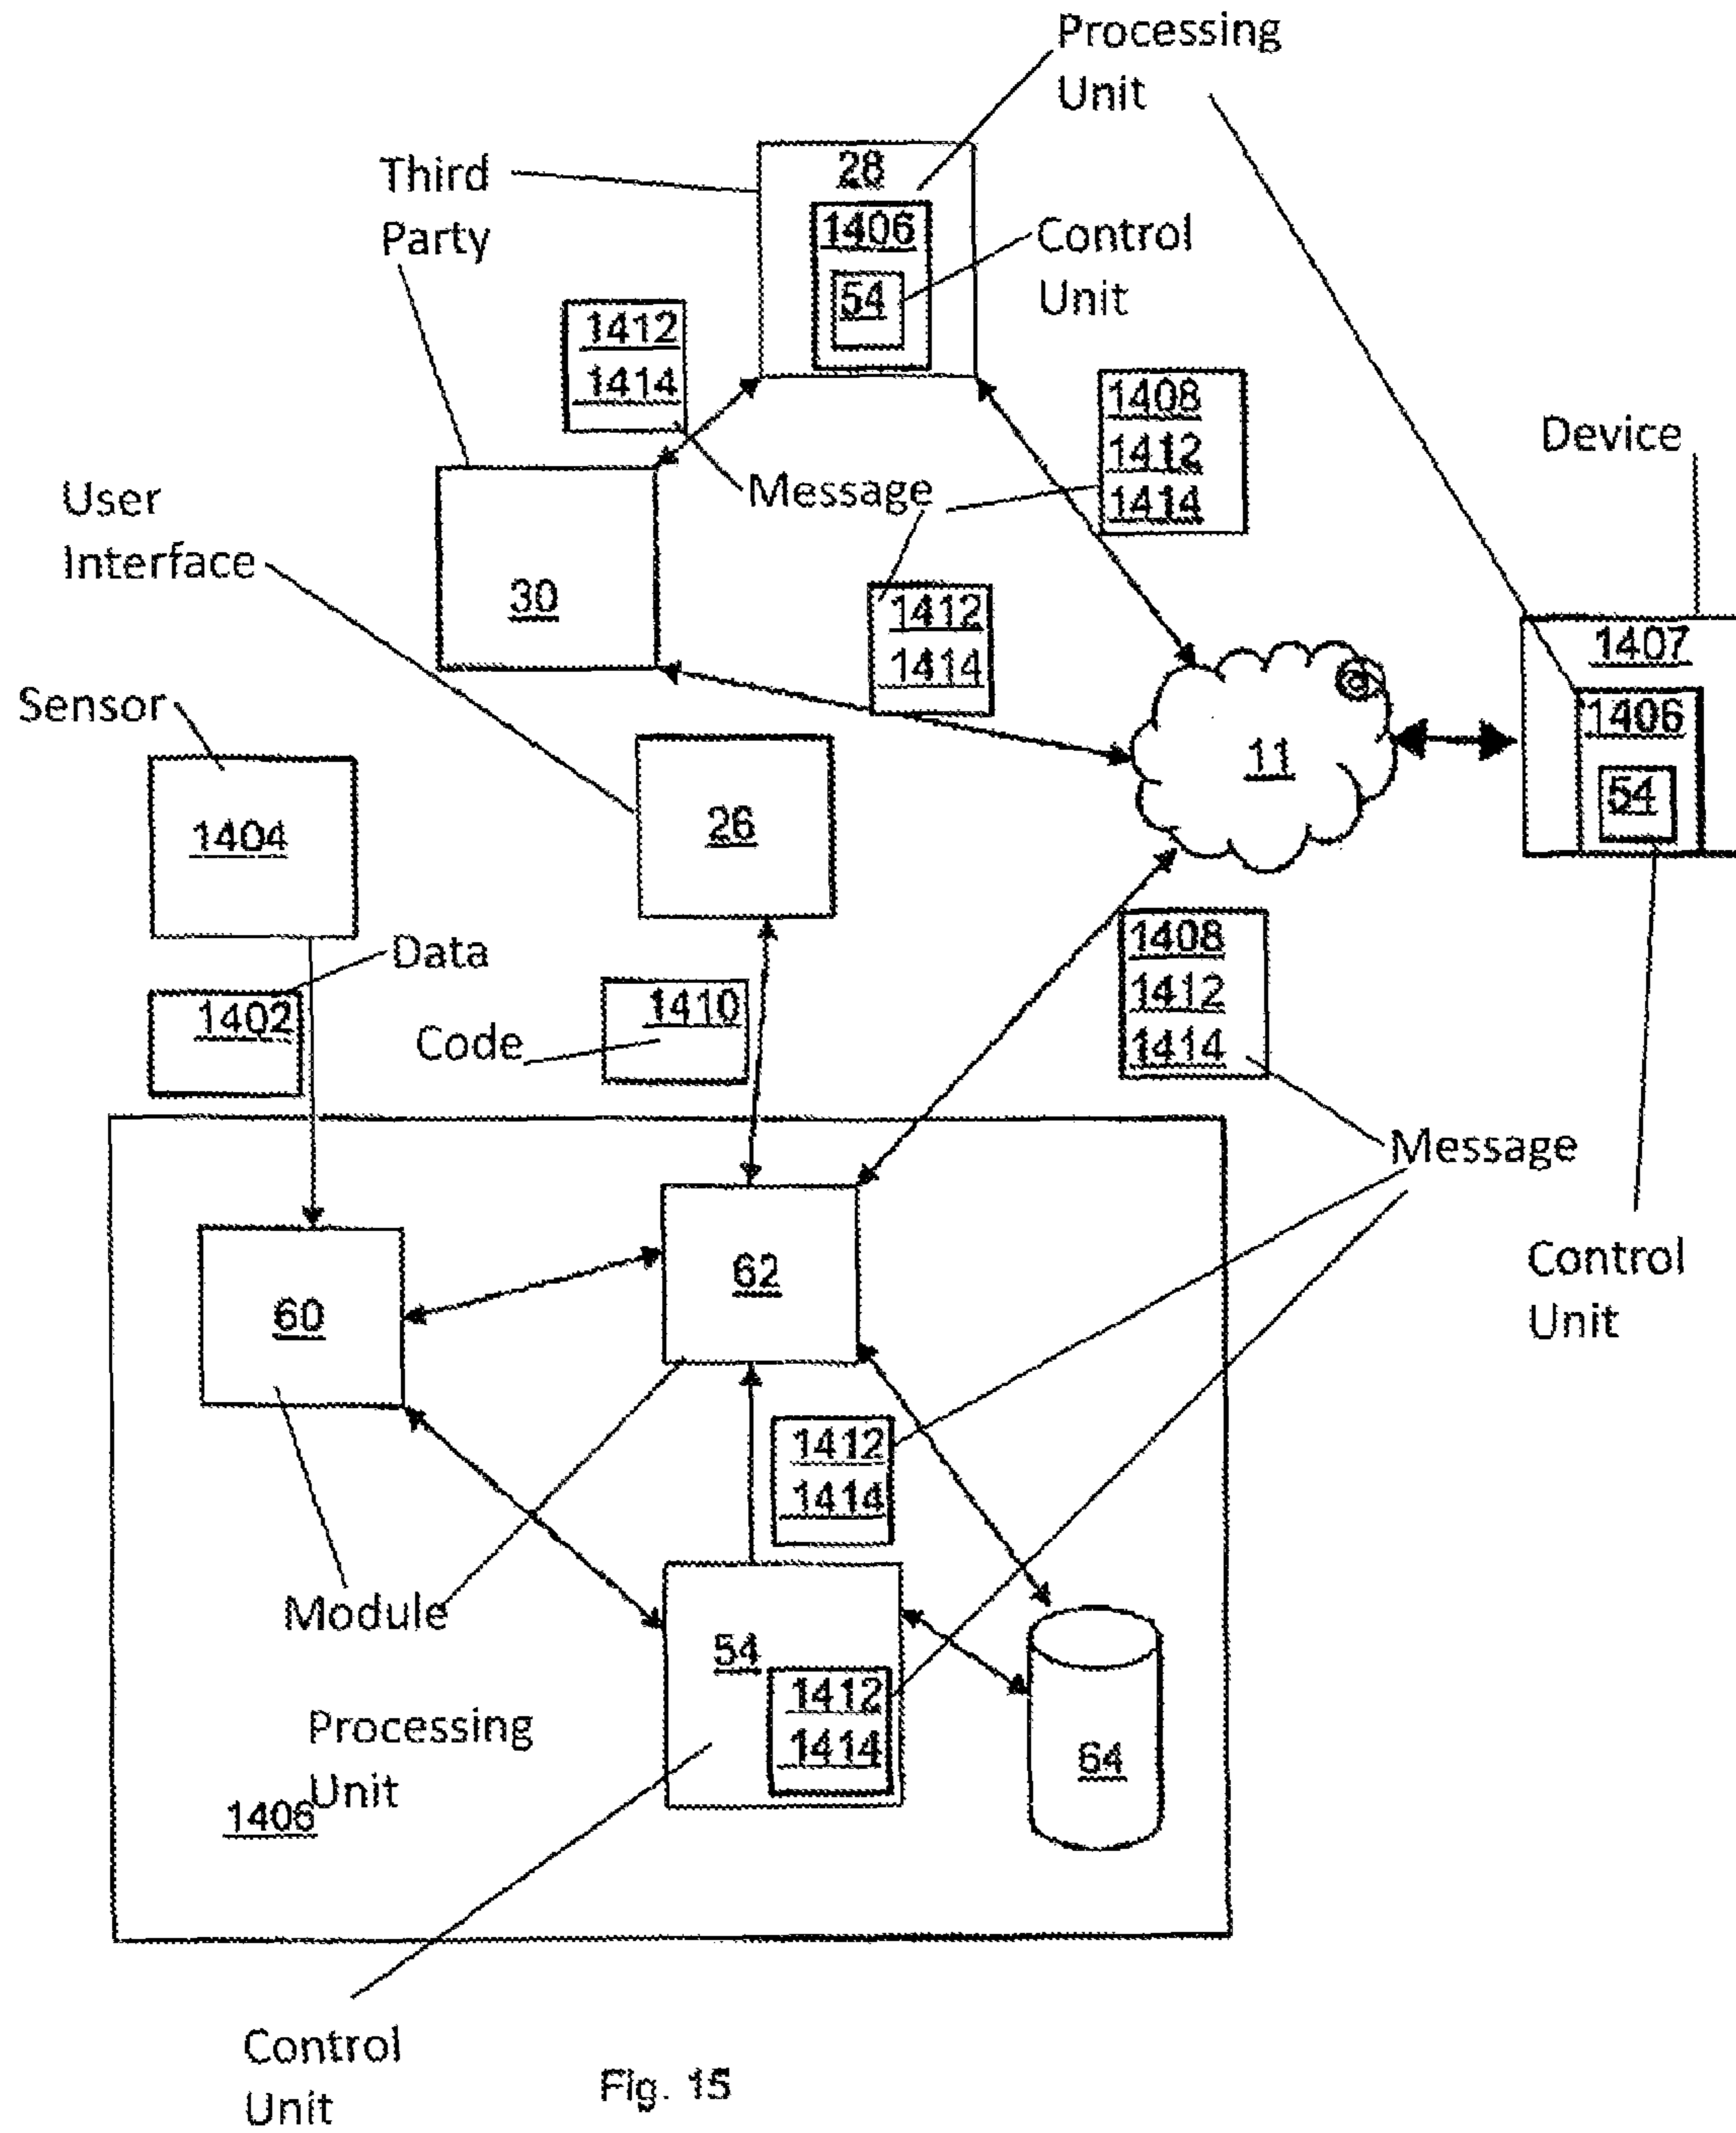 Processing
Unit
Third
Party
28
1406
54
Control
Unit
1412
1414
Message
1408
1412
1414
Device
User
Interface
30
1412
1414
1407
1406
54
Sensor
1404
26
11
Data
1402
Code
1410
1408
1412
1414
Message
Control
Unit
60
62
1412
1414
Module
54
1412
1414
64
Processing
Unit
1406
Control
Unit
Fig. 15